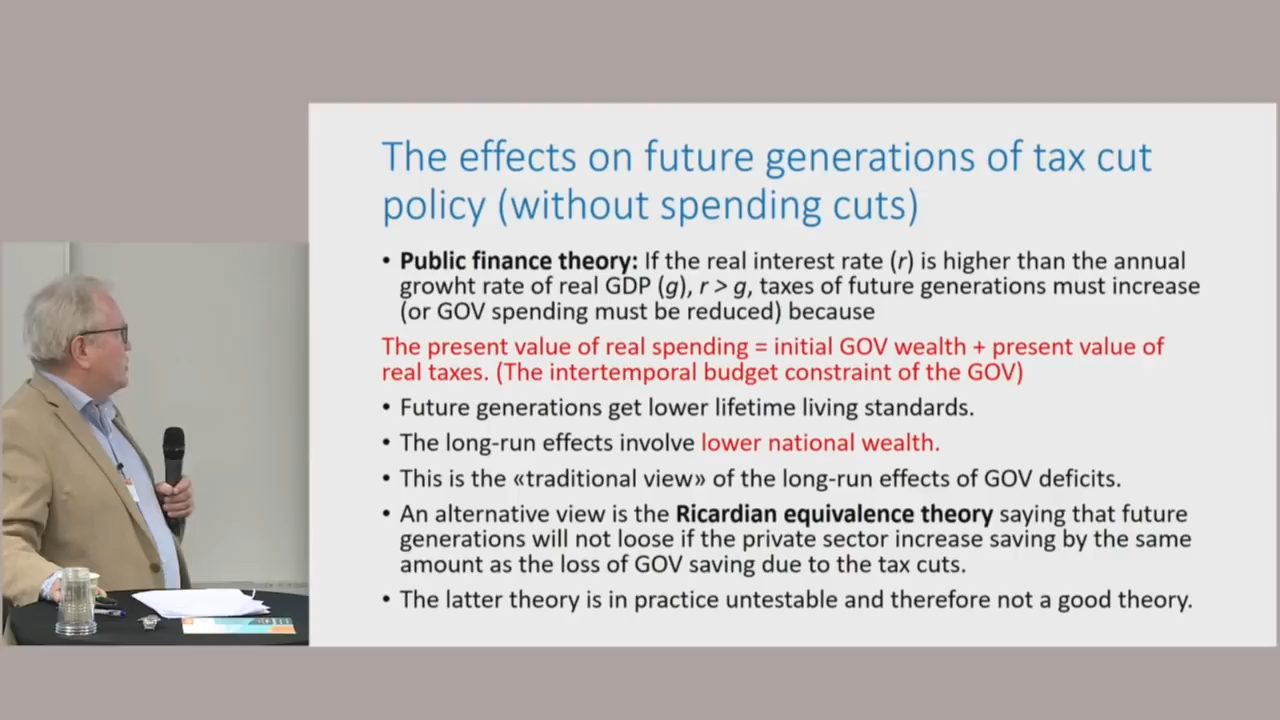 The effects on future generations of tax cut
policy (without spending cuts)
• Public finance theory: If the real interest rate (r) is higher than the annual
growht rate of real GDP (g), r > g, taxes of future generations must increase
(or GOV spending must be reduced) because
The present value of real spending = initial GOV wealth + present value of
real taxes. (The intertemporal budget constraint of the GOV)
• Future generations get lower lifetime living standards.
• The long-run effects involve lower national wealth.
• This is the «traditional view» of the long-run effects of GOV deficits.
• An alternative view is the Ricardian equivalence theory saying that future
generations will not loose if the private sector increase saving by the same
amount as the loss of GOV saving due to the tax cuts.
• The latter theory is in practice untestable and therefore not a good theory.